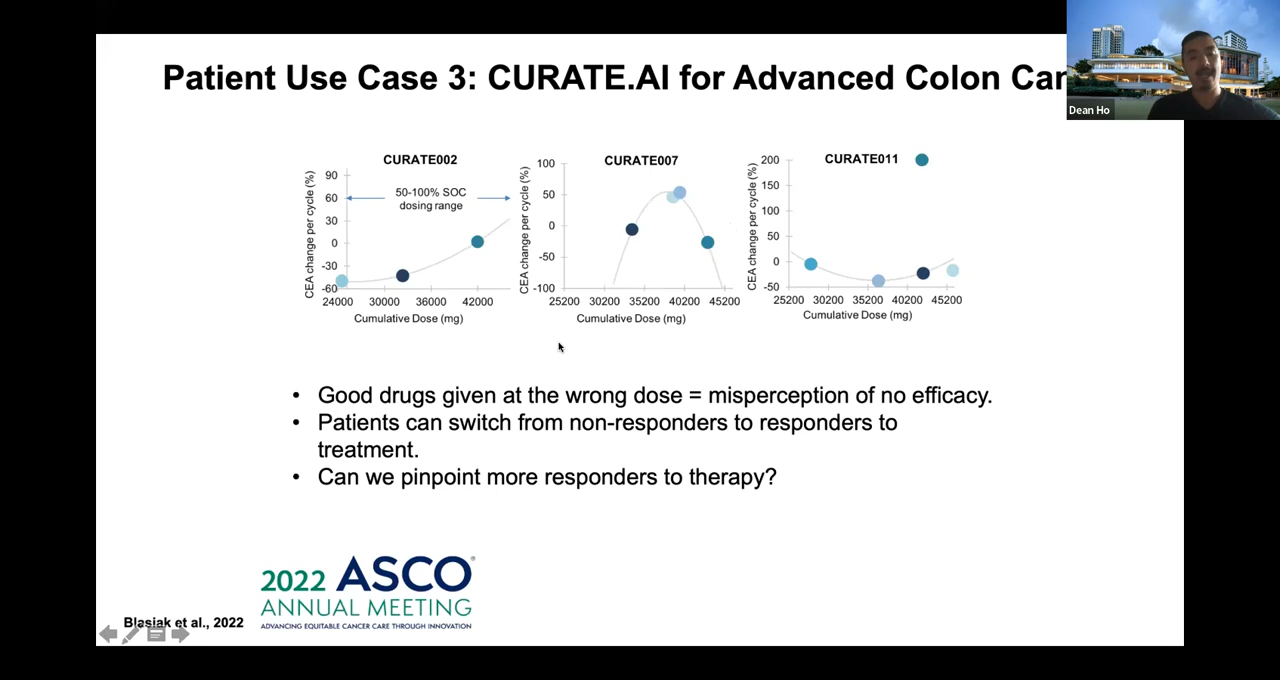 Patient Use Case 3: CURATE.AI for Advanced Colon Can
Dean Ho
CURATE002
CEA change per cycle (%)
90
60
30
0
-30
-60
50-100% SOC
dosing range
24000 30000 36000 42000
Cumulative Dose (mg)
CURATE007
CEA change per cycle (%)
100
50
0
-50
-100
25200 30200 35200 40200 45200
Cumulative Dose (mg)
CURATE011
CEA change per cycle (%)
200
150
100
50
0
-50
25200 30200 35200 40200 45200
Cumulative Dose (mg)
• Good drugs given at the wrong dose = misperception of no efficacy.
• Patients can switch from non-responders to responders to
treatment.
• Can we pinpoint more responders to therapy?
2022 ASCO®
ANNUAL MEETING
ADVANCING EQUITABLE CANCER CARE THROUGH INNOVATION
Blasiak et al., 2022